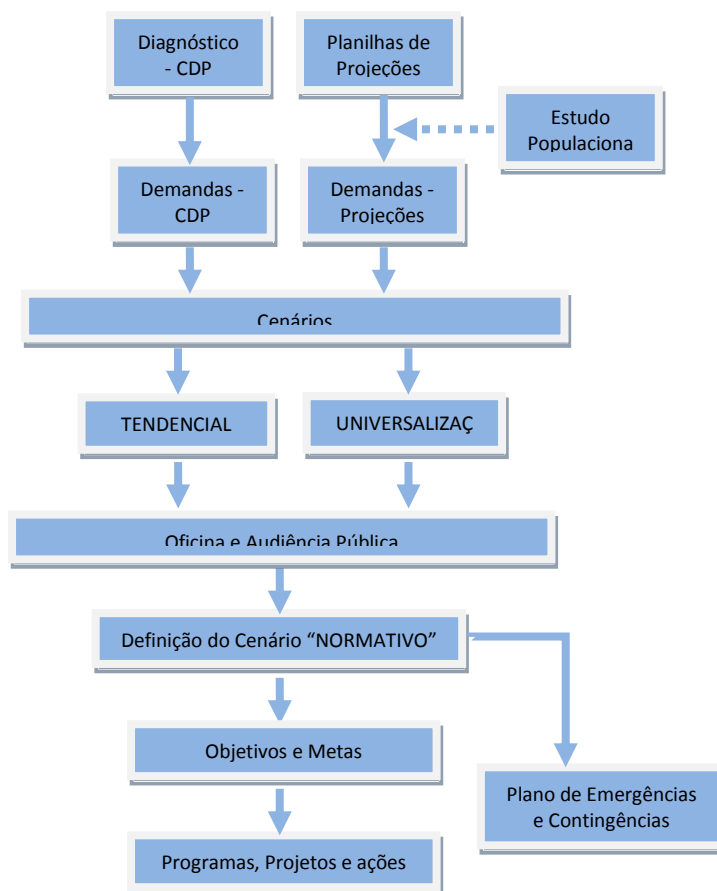 Diagnóstico
- CDP
Planilhas de
Projeções
Estudo
Populaciona
Demandas -
CDP
Demandas -
Projeções
Cenários
TENDENCIAL
UNIVERSALIZAÇ
Oficina e Audiência Pública
Definição do Cenário “NORMATIVO”
Objetivos e Metas
Plano de Emergências
e Contingências
Programas, Projetos e ações